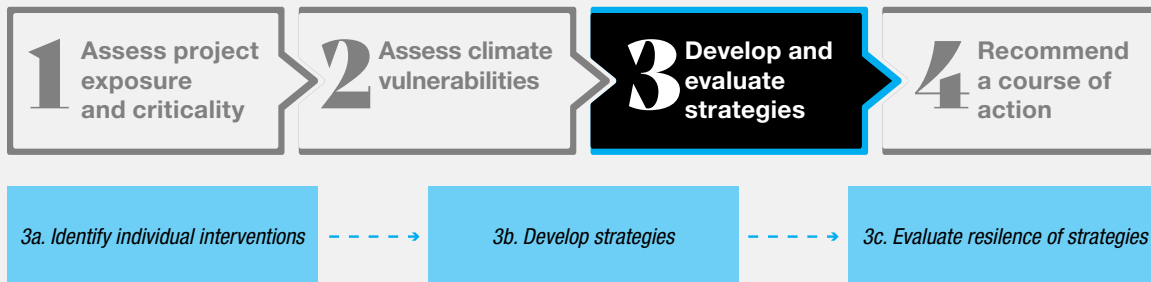 1
Assess project
exposure
and criticality
2
Assess climate
vulnerabilities
3
Develop and
evaluate
strategies
4
Recommend
a course of
action
3a. Identify individual interventions
3b. Develop strategies
3c. Evaluate resilence of strategies